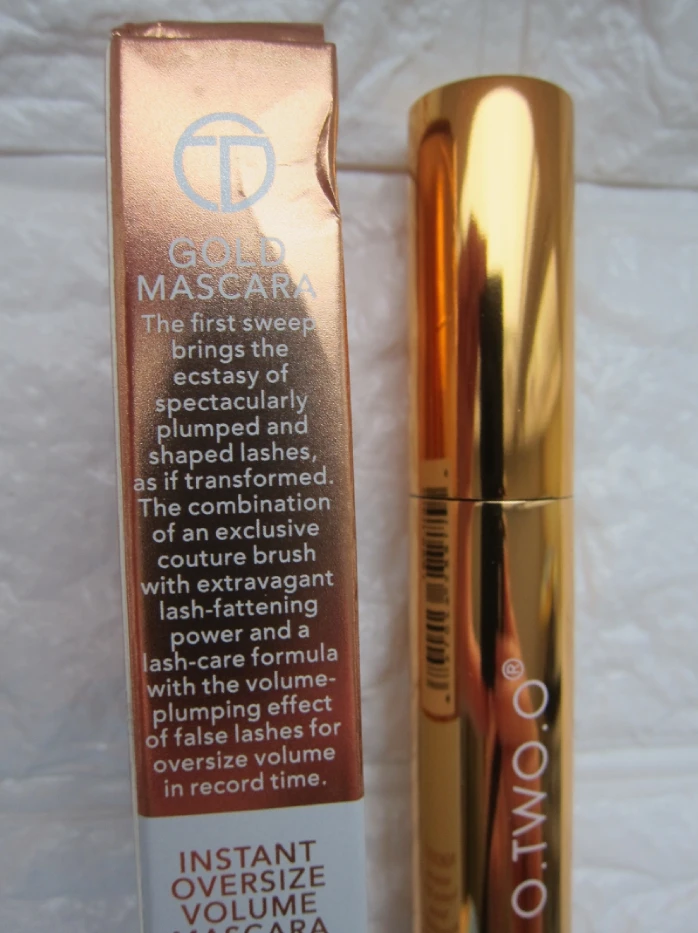 GOLD
MASCARA
The first sweep
brings the
ecstasy of
spectacularly
plumped and
shaped lashes,
as if transformed.
The combination
of an exclusive
couture brush
with extravagant
lash-fattening
power and a
lash-care formula
with the volume-
plumping effect
of false lashes for
oversize volume
in record time.
INSTANT
OVERSIZE
VOLUME
MASCARA
O.TWO.O®